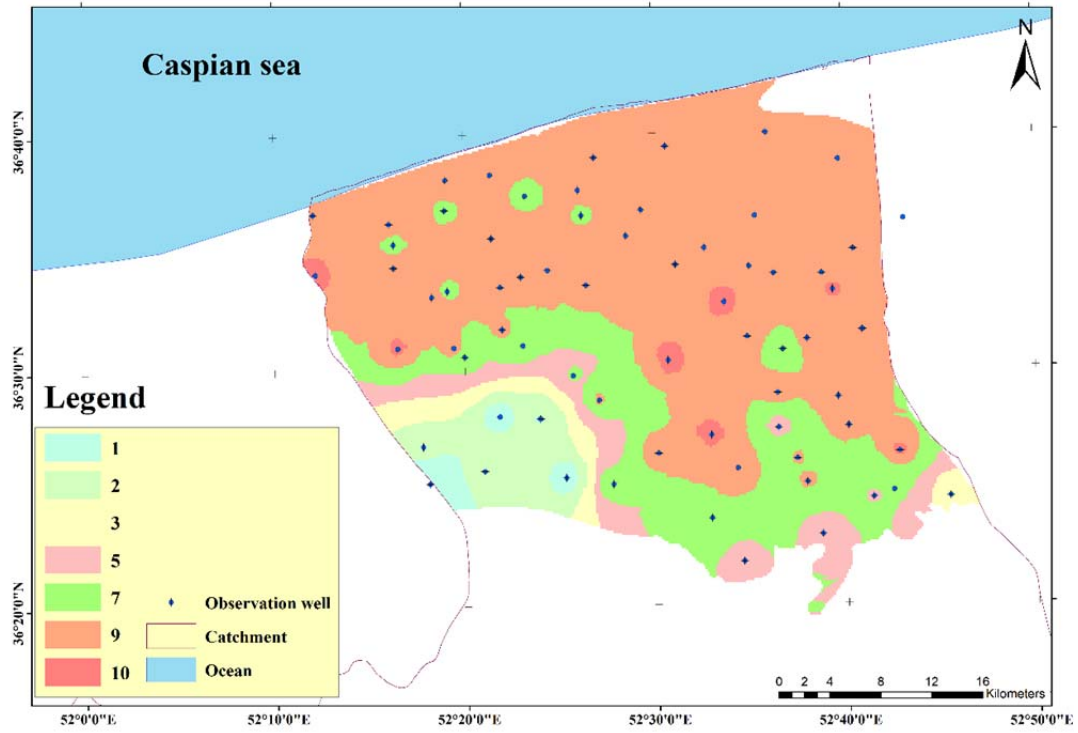 Caspian sea
N
36°40'0"N
36°30'0"N
36°20'0"N
Legend
1
2
3
5
7
9
10
Observation well
Catchment
Ocean
0 2 4 8 12 16
Kilometers
52°0'0"E 52°10'0"E 52°20'0"E 52°30'0"E 52°40'0"E 52°50'0"E